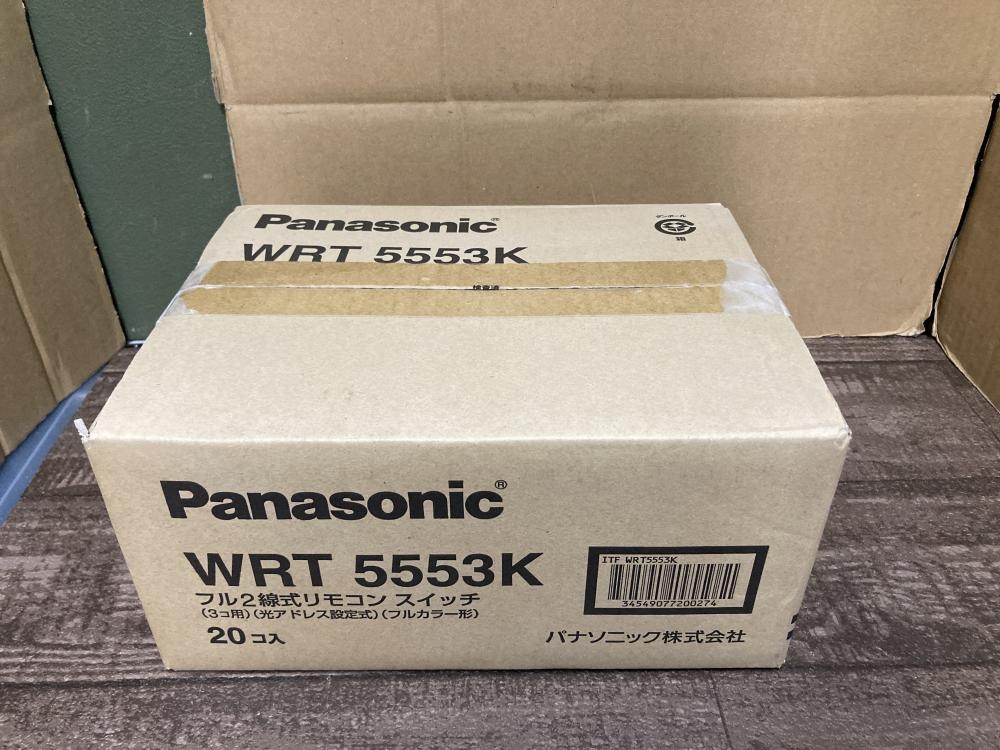 Panasonic®
WRT 5553K
ダンボール
検査済
Panasonic®
WRT 5553K
フル2線式リモコン スイッチ
(3コ用)(光アドレス設定式)(フルカラー形)
20コ入
ITF WRT5553K
34549077200274
パナソニック株式会社